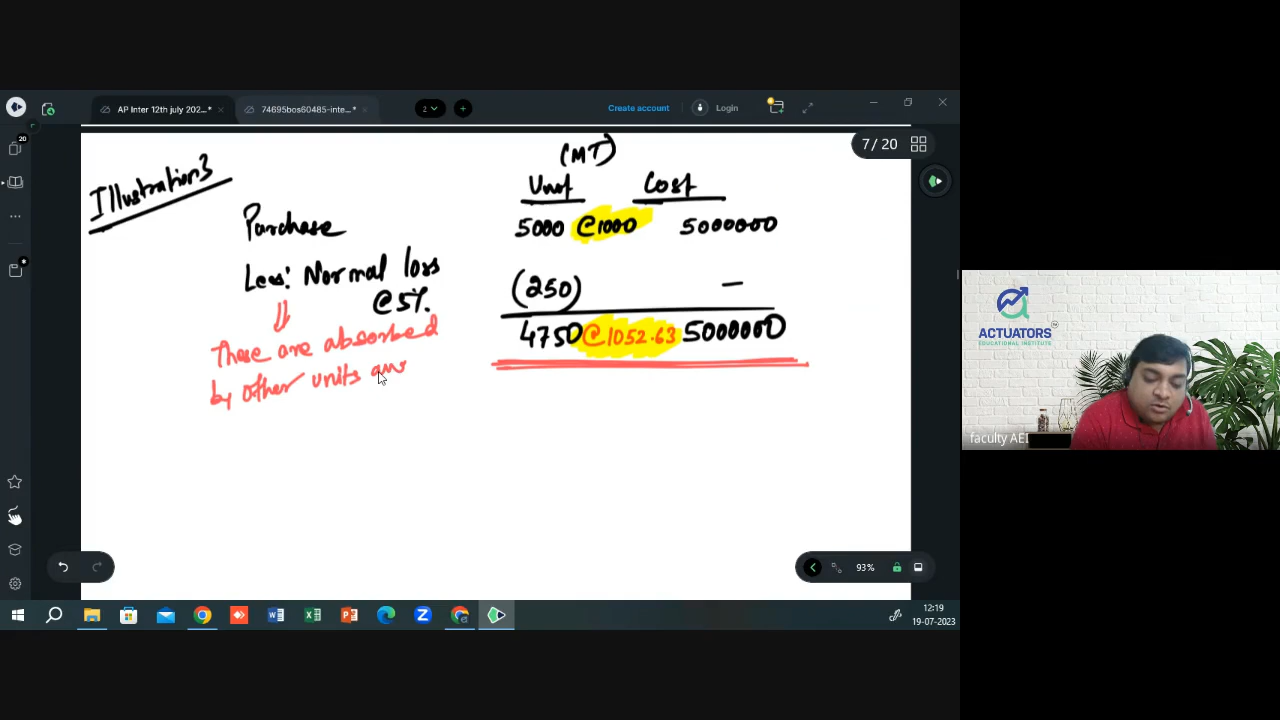 AP Inter 12th july 202...*
74695bos60485-inte...*
2
Create account
Login
20
7 / 20
Illustration 3
(MT)
Unit Cost
Purchase 5000 @1000 5000000
Less: Normal loss (250) —
@5%.
4750 @1052.63 5000000
These are absorbed
by other units
ACTUATORS
EDUCATIONAL INSTITUTE
faculty AEI
93%
12:19
19-07-2023